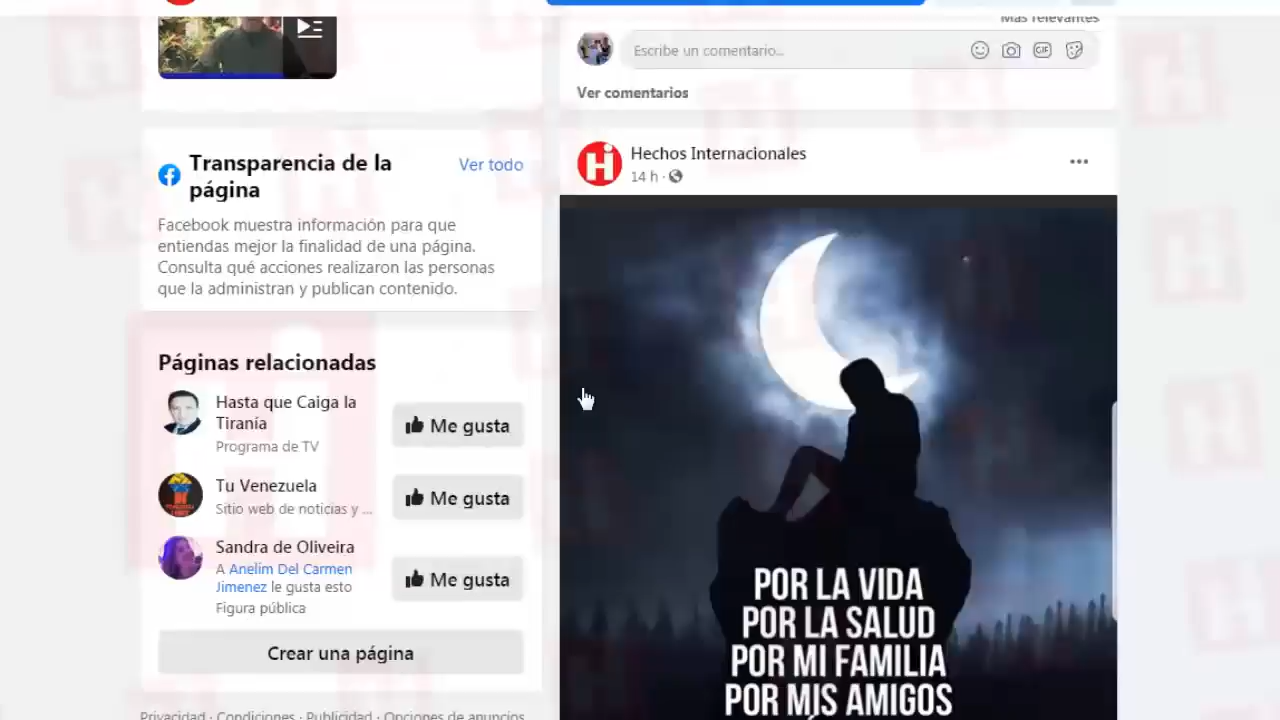 Más relevantes
Escribe un comentario...
GIF
Ver comentarios
Transparencia de la
página
Ver todo
Facebook muestra información para que
entiendas mejor la finalidad de una página.
Consulta qué acciones realizaron las personas
que la administran y publican contenido.
Páginas relacionadas
Hasta que Caiga la
Tiranía
Programa de TV
Me gusta
Tu Venezuela
Sitio web de noticias y ...
Me gusta
Sandra de Oliveira
A Anelim Del Carmen
Jimenez le gusta esto
Figura pública
Me gusta
Crear una página
Privacidad · Condiciones · Publicidad · Opciones de anuncios
Hi Hechos Internacionales
14 h ·
POR LA VIDA
POR LA SALUD
POR MI FAMILIA
POR MIS AMIGOS